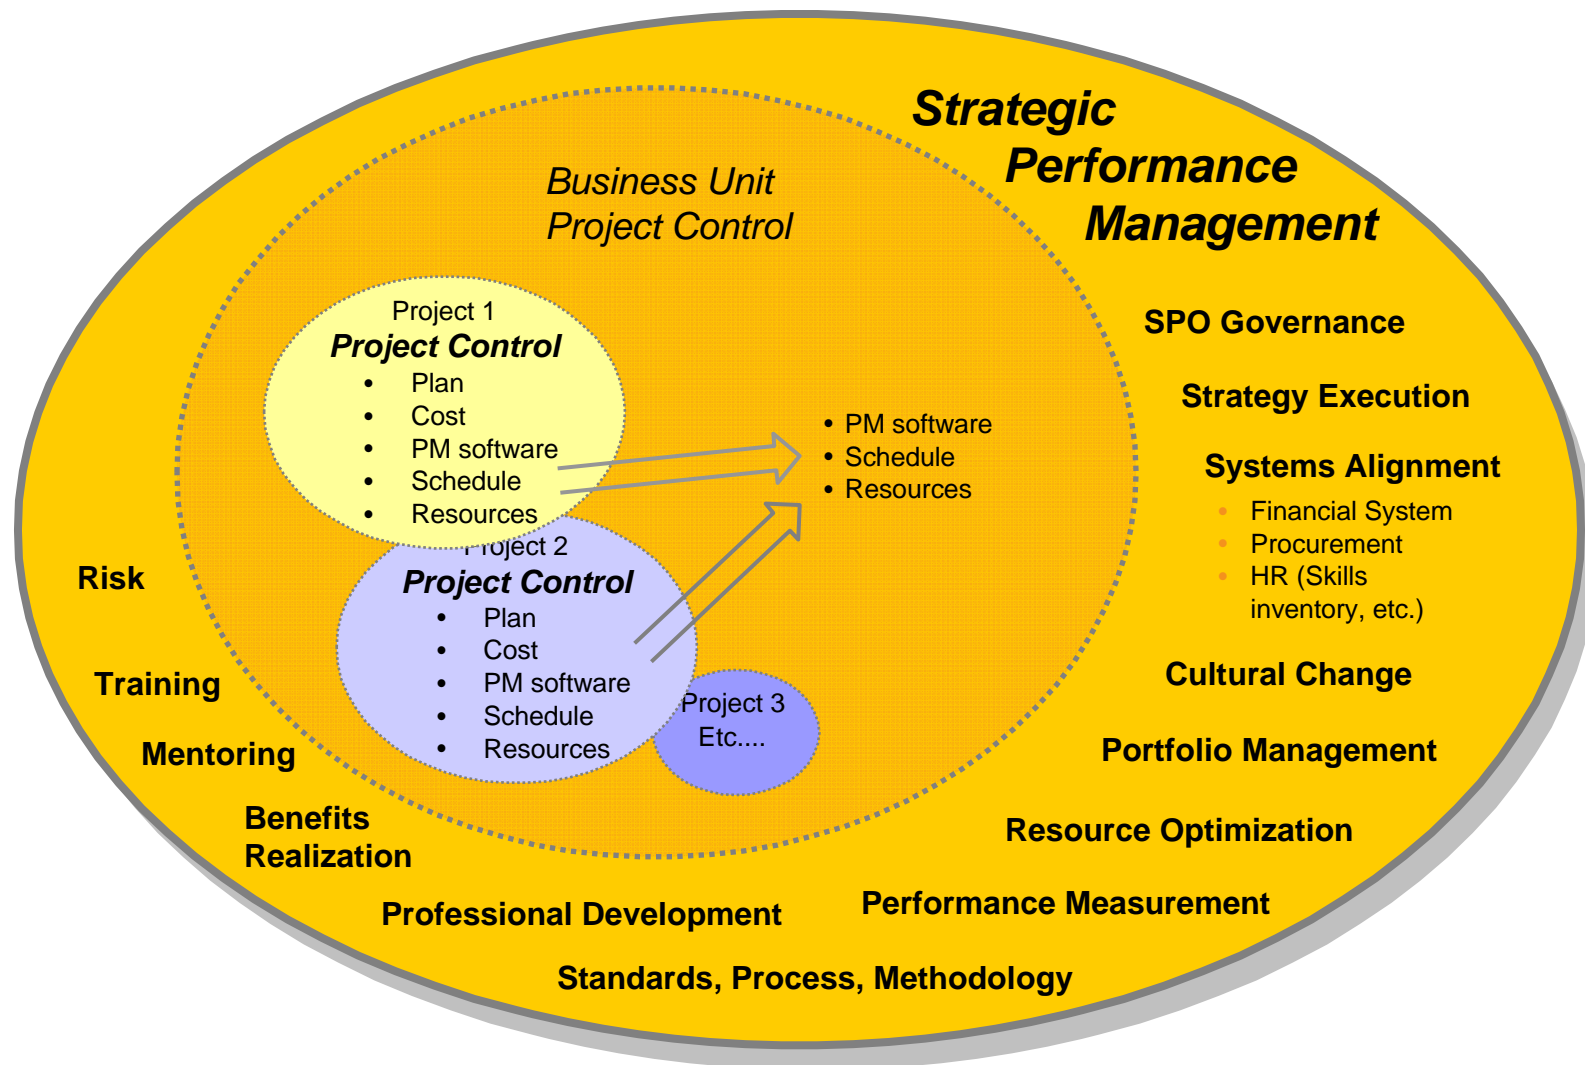 Strategic
Performance
Management
Business Unit
Project Control
Project 1
Project Control
• Plan
• Cost
• PM software
• Schedule
• Resources
Project 2
Project Control
• Plan
• Cost
• PM software
• Schedule
• Resources
Project 3
Etc....
• PM software
• Schedule
• Resources
SPO Governance
Strategy Execution
Systems Alignment
• Financial System
• Procurement
• HR (Skills
inventory, etc.)
Cultural Change
Portfolio Management
Resource Optimization
Performance Measurement
Standards, Process, Methodology
Professional Development
Benefits
Realization
Mentoring
Training
Risk